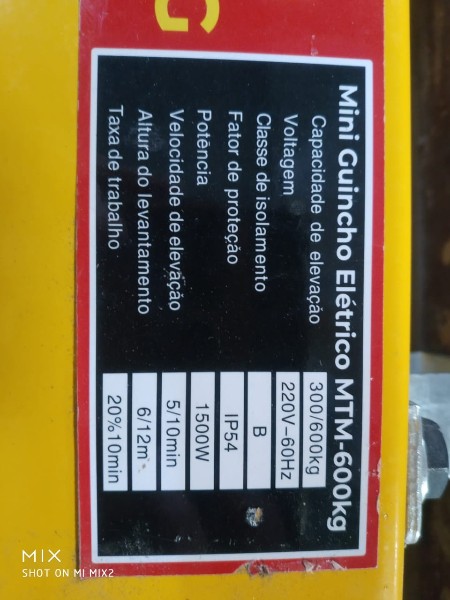 G
Mini Guincho Elétrico MTM-600kg
Capacidade de elevação 300/600kg
Voltagem 220V-60Hz
Classe de isolamento B
Fator de proteção IP54
Potência 1500W
Velocidade de elevação 5/10min
Altura do levantamento 6/12m
Taxa de trabalho 20%10min
MIX
SHOT ON MI MIX2